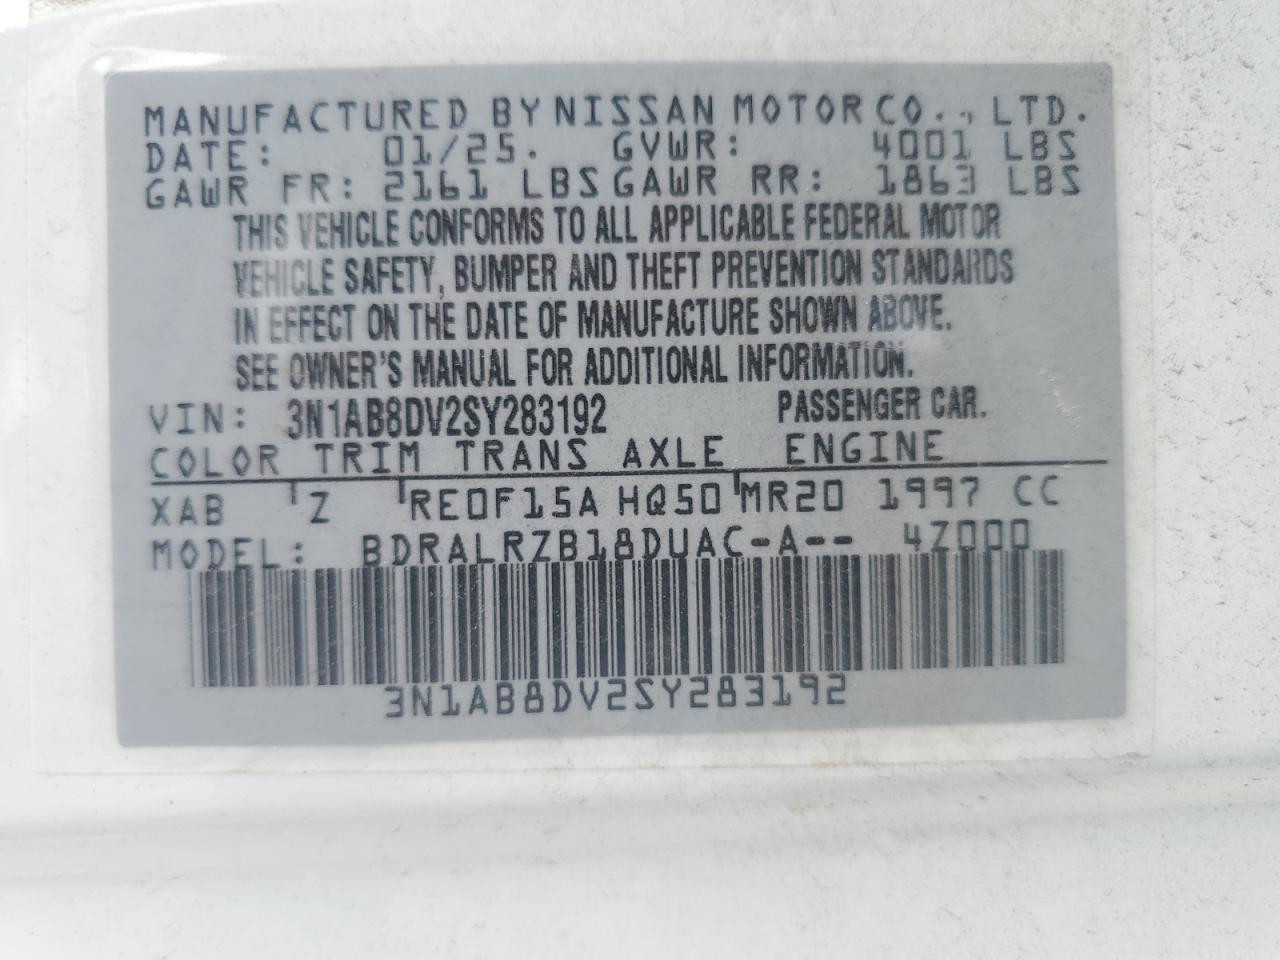 MANUFACTURED BY NISSAN MOTOR CO., LTD.
DATE: 01/25. GVWR: 4001 LBS
GAWR FR: 2161 LBS GAWR RR: 1863 LBS
THIS VEHICLE CONFORMS TO ALL APPLICABLE FEDERAL MOTOR
VEHICLE SAFETY, BUMPER AND THEFT PREVENTION STANDARDS
IN EFFECT ON THE DATE OF MANUFACTURE SHOWN ABOVE.
SEE OWNER'S MANUAL FOR ADDITIONAL INFORMATION.
VIN: 3N1AB8DV2SY283192 PASSENGER CAR.
COLOR TRIM TRANS AXLE ENGINE
XAB Z RE0F15A HQ50 MR20 1997 CC
MODEL: BDRALRZB18DUAC-A-- 4Z000
3N1AB8DV2SY283192